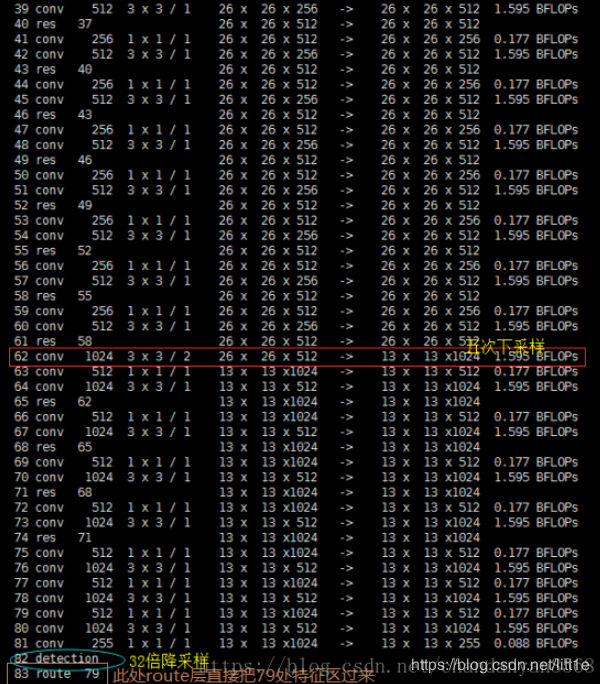 39 conv 512 3 x 3 / 1 26 x 26 x 256 -> 26 x 26 x 512 1.595 BFLOPs
40 res 37 26 x 26 x 512 -> 26 x 26 x 512
41 conv 256 1 x 1 / 1 26 x 26 x 512 -> 26 x 26 x 256 0.177 BFLOPs
42 conv 512 3 x 3 / 1 26 x 26 x 256 -> 26 x 26 x 512 1.595 BFLOPs
43 res 40 26 x 26 x 512 -> 26 x 26 x 512
44 conv 256 1 x 1 / 1 26 x 26 x 512 -> 26 x 26 x 256 0.177 BFLOPs
45 conv 512 3 x 3 / 1 26 x 26 x 256 -> 26 x 26 x 512 1.595 BFLOPs
46 res 43 26 x 26 x 512 -> 26 x 26 x 512
47 conv 256 1 x 1 / 1 26 x 26 x 512 -> 26 x 26 x 256 0.177 BFLOPs
48 conv 512 3 x 3 / 1 26 x 26 x 256 -> 26 x 26 x 512 1.595 BFLOPs
49 res 46 26 x 26 x 512 -> 26 x 26 x 512
50 conv 256 1 x 1 / 1 26 x 26 x 512 -> 26 x 26 x 256 0.177 BFLOPs
51 conv 512 3 x 3 / 1 26 x 26 x 256 -> 26 x 26 x 512 1.595 BFLOPs
52 res 49 26 x 26 x 512 -> 26 x 26 x 512
53 conv 256 1 x 1 / 1 26 x 26 x 512 -> 26 x 26 x 256 0.177 BFLOPs
54 conv 512 3 x 3 / 1 26 x 26 x 256 -> 26 x 26 x 512 1.595 BFLOPs
55 res 52 26 x 26 x 512 -> 26 x 26 x 512
56 conv 256 1 x 1 / 1 26 x 26 x 512 -> 26 x 26 x 256 0.177 BFLOPs
57 conv 512 3 x 3 / 1 26 x 26 x 256 -> 26 x 26 x 512 1.595 BFLOPs
58 res 55 26 x 26 x 512 -> 26 x 26 x 512
59 conv 256 1 x 1 / 1 26 x 26 x 512 -> 26 x 26 x 256 0.177 BFLOPs
60 conv 512 3 x 3 / 1 26 x 26 x 256 -> 26 x 26 x 512 1.595 BFLOPs
61 res 58 26 x 26 x 512 -> 26 x 26 x 512
五次下采样
62 conv 1024 3 x 3 / 2 26 x 26 x 512 -> 13 x 13 x1024 1.595 BFLOPs
63 conv 512 1 x 1 / 1 13 x 13 x1024 -> 13 x 13 x 512 0.177 BFLOPs
64 conv 1024 3 x 3 / 1 13 x 13 x 512 -> 13 x 13 x1024 1.595 BFLOPs
65 res 62 13 x 13 x1024 -> 13 x 13 x1024
66 conv 512 1 x 1 / 1 13 x 13 x1024 -> 13 x 13 x 512 0.177 BFLOPs
67 conv 1024 3 x 3 / 1 13 x 13 x 512 -> 13 x 13 x1024 1.595 BFLOPs
68 res 65 13 x 13 x1024 -> 13 x 13 x1024
69 conv 512 1 x 1 / 1 13 x 13 x1024 -> 13 x 13 x 512 0.177 BFLOPs
70 conv 1024 3 x 3 / 1 13 x 13 x 512 -> 13 x 13 x1024 1.595 BFLOPs
71 res 68 13 x 13 x1024 -> 13 x 13 x1024
72 conv 512 1 x 1 / 1 13 x 13 x1024 -> 13 x 13 x 512 0.177 BFLOPs
73 conv 1024 3 x 3 / 1 13 x 13 x 512 -> 13 x 13 x1024 1.595 BFLOPs
74 res 71 13 x 13 x1024 -> 13 x 13 x1024
75 conv 512 1 x 1 / 1 13 x 13 x1024 -> 13 x 13 x 512 0.177 BFLOPs
76 conv 1024 3 x 3 / 1 13 x 13 x 512 -> 13 x 13 x1024 1.595 BFLOPs
77 conv 512 1 x 1 / 1 13 x 13 x1024 -> 13 x 13 x 512 0.177 BFLOPs
78 conv 1024 3 x 3 / 1 13 x 13 x 512 -> 13 x 13 x1024 1.595 BFLOPs
79 conv 512 1 x 1 / 1 13 x 13 x1024 -> 13 x 13 x 512 0.177 BFLOPs
80 conv 1024 3 x 3 / 1 13 x 13 x 512 -> 13 x 13 x1024 1.595 BFLOPs
81 conv 255 1 x 1 / 1 13 x 13 x1024 -> 13 x 13 x 255 0.088 BFLOPs
82 detection 32倍降采样
https://blog.csdn.net/lift1e
83 route 79 此处route层直接把79处特征区过来